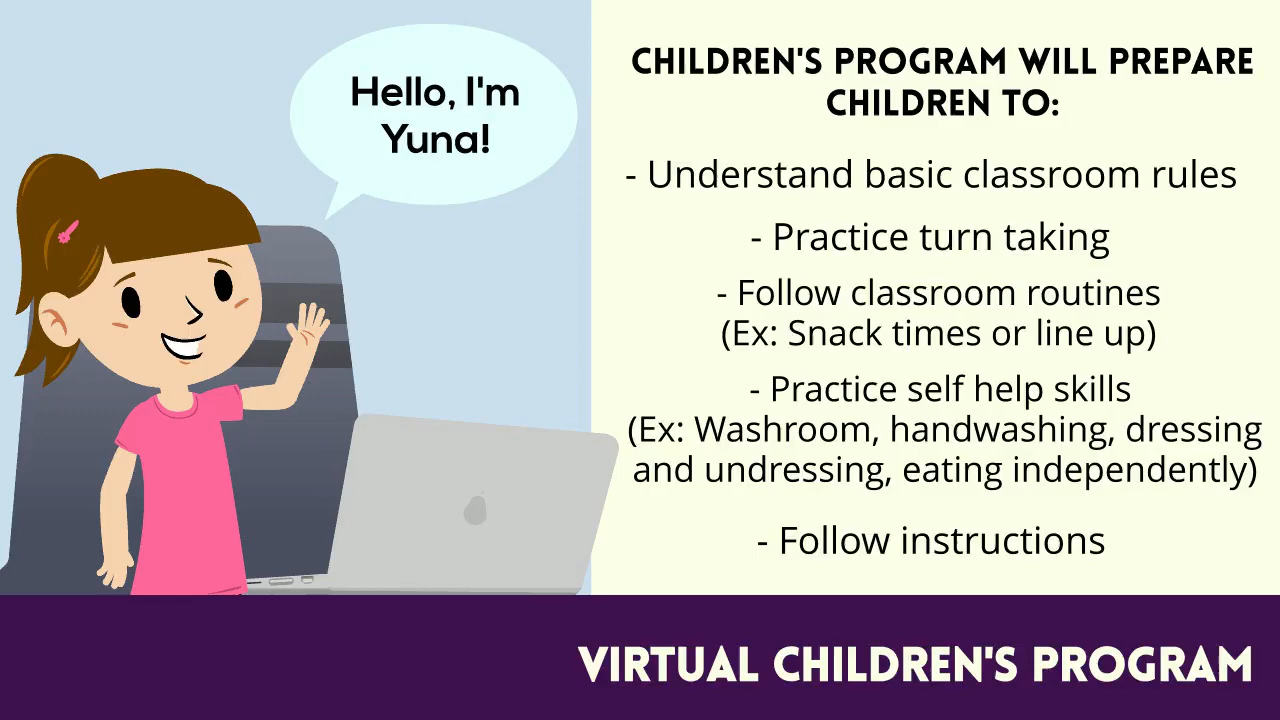 Hello, I'm
Yuna!
CHILDREN'S PROGRAM WILL PREPARE
CHILDREN TO:
- Understand basic classroom rules
- Practice turn taking
- Follow classroom routines
(Ex: Snack times or line up)
- Practice self help skills
(Ex: Washroom, handwashing, dressing
and undressing, eating independently)
- Follow instructions
VIRTUAL CHILDREN'S PROGRAM